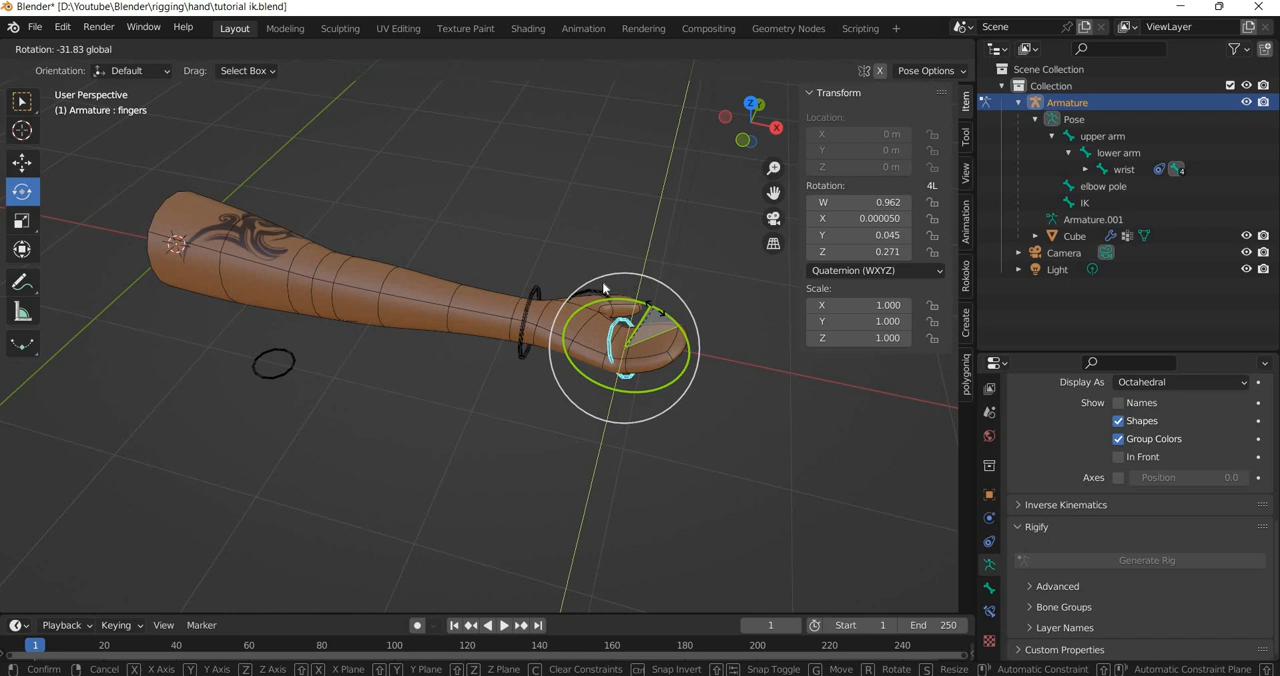 Blender* [D:\Youtube\Blender\rigging\hand\tutorial ik.blend]
File Edit Render Window Help Layout Modeling Sculpting UV Editing Texture Paint Shading Animation Rendering Compositing Geometry Nodes Scripting + Scene ViewLayer
Rotation: -31.83 global
Orientation: Default Drag: Select Box X Pose Options
User Perspective
(1) Armature : fingers
Z
Y
X
Transform
Location:
X 0 m
Y 0 m
Z 0 m
Rotation: 4L
W 0.962
X 0.000050
Y 0.045
Z 0.271
Quaternion (WXYZ)
Scale:
X 1.000
Y 1.000
Z 1.000
Item
Tool
View
Animation
Rokoko
Create
polygoniq
Scene Collection
Collection
Armature
Pose
upper arm
lower arm
wrist 4
elbow pole
IK
Armature.001
Cube
Camera
Light
Display As Octahedral
Show Names
Shapes
Group Colors
In Front
Axes Position 0.0
Inverse Kinematics
Rigify
Generate Rig
Advanced
Bone Groups
Layer Names
Custom Properties
Playback Keying View Marker 1 Start 1 End 250
1 20 40 60 80 100 120 140 160 180 200 220 240
Confirm Cancel X X Axis Y Y Axis Z Z Axis X X Plane Y Y Plane Z Z Plane C Clear Constraints Ctrl Snap Invert Snap Toggle G Move R Rotate S Resize Automatic Constraint Automatic Constraint Plane